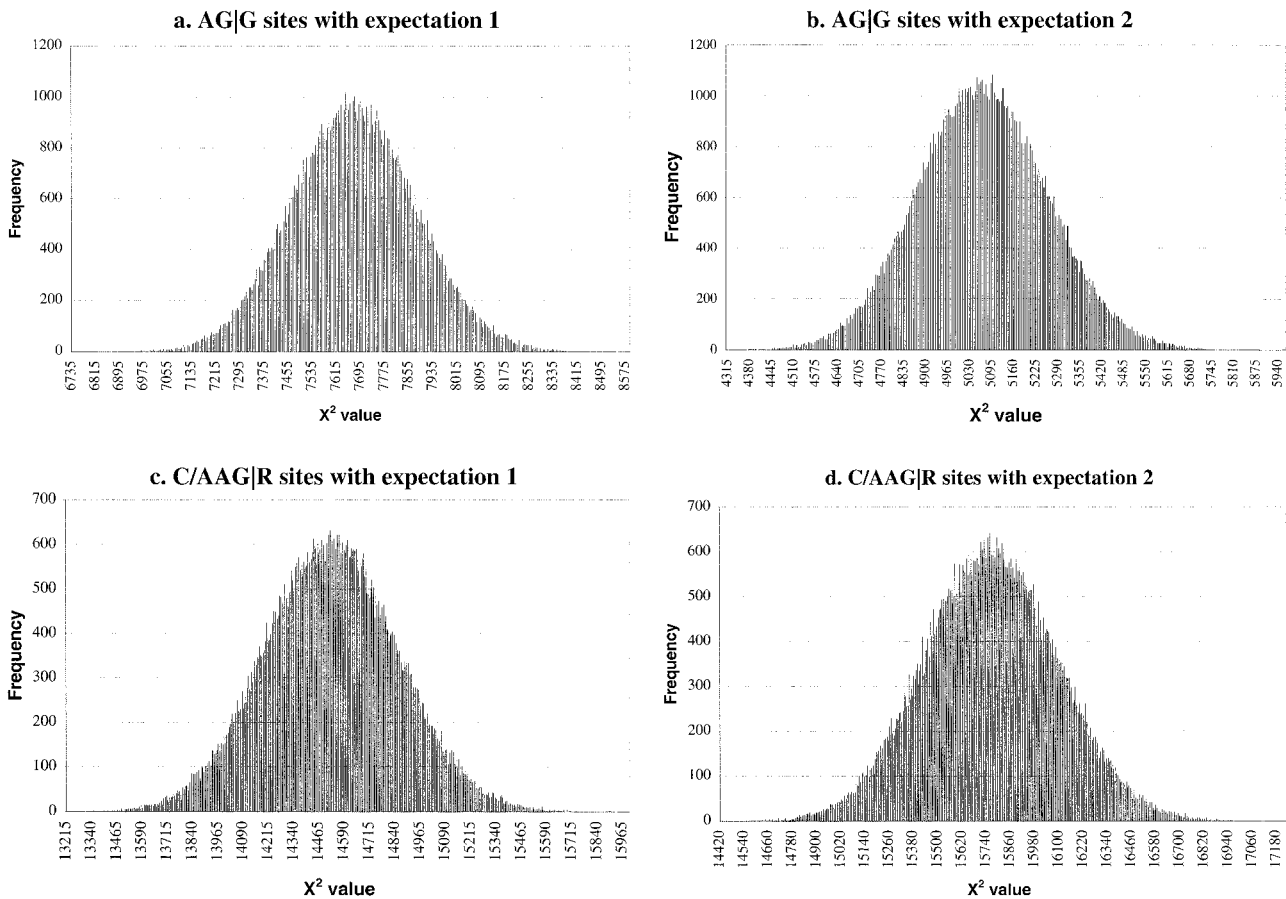 a. AG|G sites with expectation 1
1200
1000
800
600
400
200
0
Frequency
6735 6815 6895 6975 7055 7135 7215 7295 7375 7455 7535 7615 7695 7775 7855 7935 8015 8095 8175 8255 8335 8415 8495 8575
X² value
b. AG|G sites with expectation 2
1200
1000
800
600
400
200
0
Frequency
4315 4380 4445 4510 4575 4640 4705 4770 4835 4900 4965 5030 5095 5160 5225 5290 5355 5420 5485 5550 5615 5680 5745 5810 5875 5940
X² value
c. C/AAG|R sites with expectation 1
700
600
500
400
300
200
100
0
Frequency
13215 13340 13465 13590 13715 13840 13965 14090 14215 14340 14465 14590 14715 14840 14965 15090 15215 15340 15465 15590 15715 15840 15965
X² value
d. C/AAG|R sites with expectation 2
700
600
500
400
300
200
100
0
Frequency
14420 14540 14660 14780 14900 15020 15140 15260 15380 15500 15620 15740 15860 15980 16100 16220 16340 16460 16580 16700 16820 16940 17060 17180
X² value